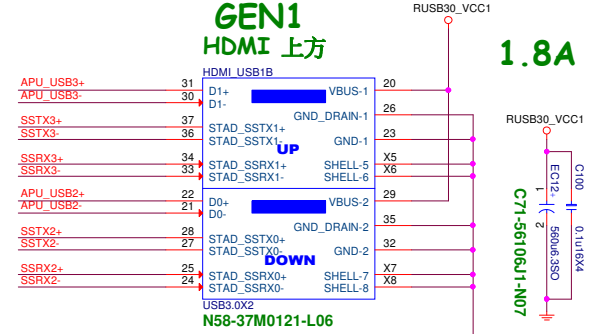 GEN1
HDMI 上方
RUSB30_VCC1
1.8A
HDMI_USB1B
APU_USB3+ 31 D1+ VBUS-1 20
APU_USB3- 30 D1-
GND_DRAIN-1 26
SSTX3+ 37 STAD_SSTX1+
SSTX3- 36 STAD_SSTX1- GND-1 23
UP
SSRX3+ 34 STAD_SSRX1+ SHELL-5 X5
SSRX3- 33 STAD_SSRX1- SHELL-6 X6
APU_USB2+ 22 D0+ VBUS-2 29
APU_USB2- 21 D0-
GND_DRAIN-2 35
SSTX2+ 28 STAD_SSTX0+
SSTX2- 27 STAD_SSTX0- GND-2 32
DOWN
SSRX2+ 25 STAD_SSRX0+ SHELL-7 X7
SSRX2- 24 STAD_SSRX0- SHELL-8 X8
USB3.0X2
N58-37M0121-L06
RUSB30_VCC1
C71-56106J1-N07
1
2
EC12
+
560u6.3SO
C100
0.1u16X4